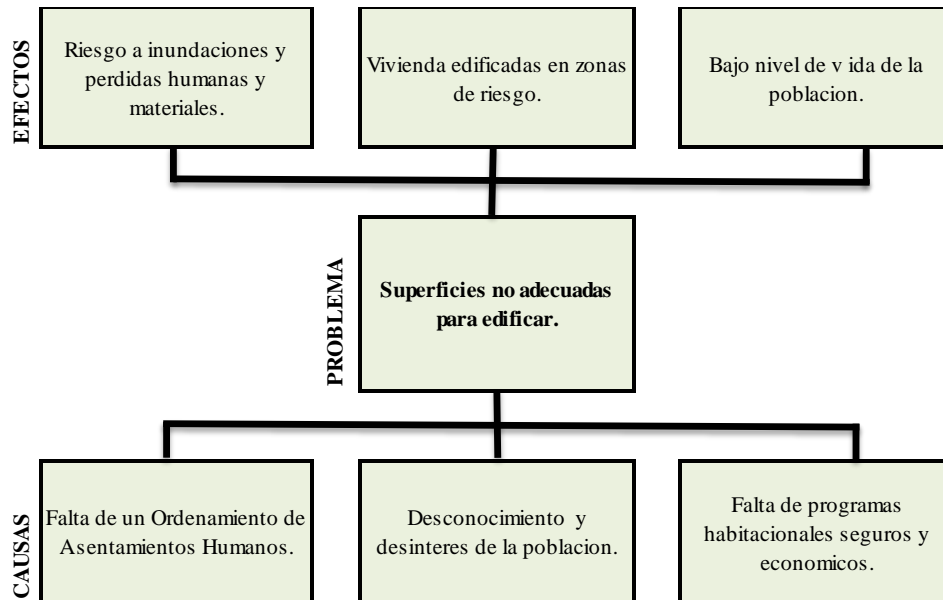 EFECTOS
Riesgo a inundaciones y
perdidas humanas y
materiales.
Vivienda edificadas en zonas
de riesgo.
Bajo nivel de v ida de la
poblacion.
PROBLEMA
Superficies no adecuadas
para edificar.
CAUSAS
Falta de un Ordenamiento de
Asentamientos Humanos.
Desconocimiento y
desinteres de la poblacion.
Falta de programas
habitacionales seguros y
economicos.